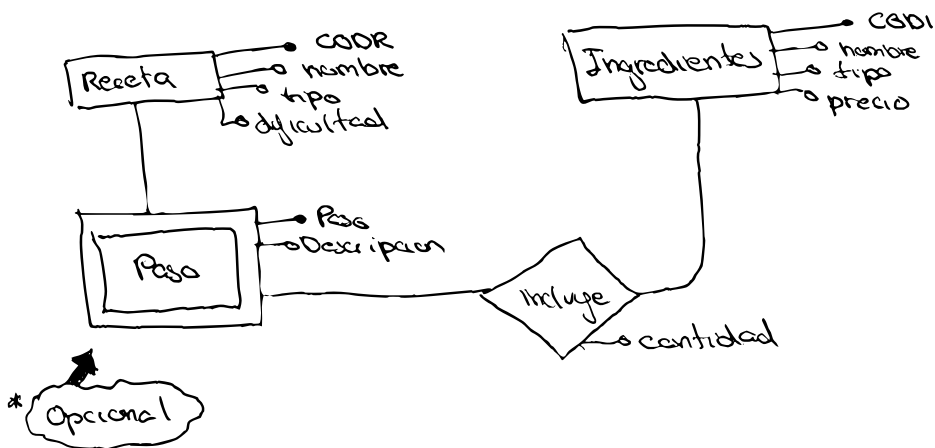 Receta
CODR
nombre
tipo
dificultad
Ingredientes
CODI
nombre
tipo
precio
Paso
Paso
Descripcion
incluye
cantidad
* Opcional